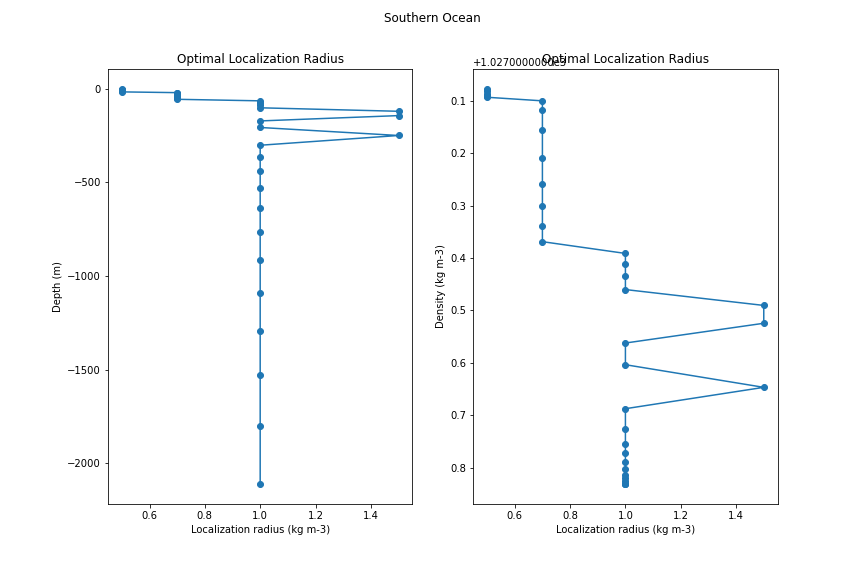 Southern Ocean
Optimal Localization Radius
0
−500
−1000
−1500
−2000
Depth (m)
0.6 0.8 1.0 1.2 1.4
Localization radius (kg m-3)
Optimal Localization Radius
+1.027000000e3
0.1
0.2
0.3
0.4
0.5
0.6
0.7
0.8
Density (kg m-3)
0.6 0.8 1.0 1.2 1.4
Localization radius (kg m-3)